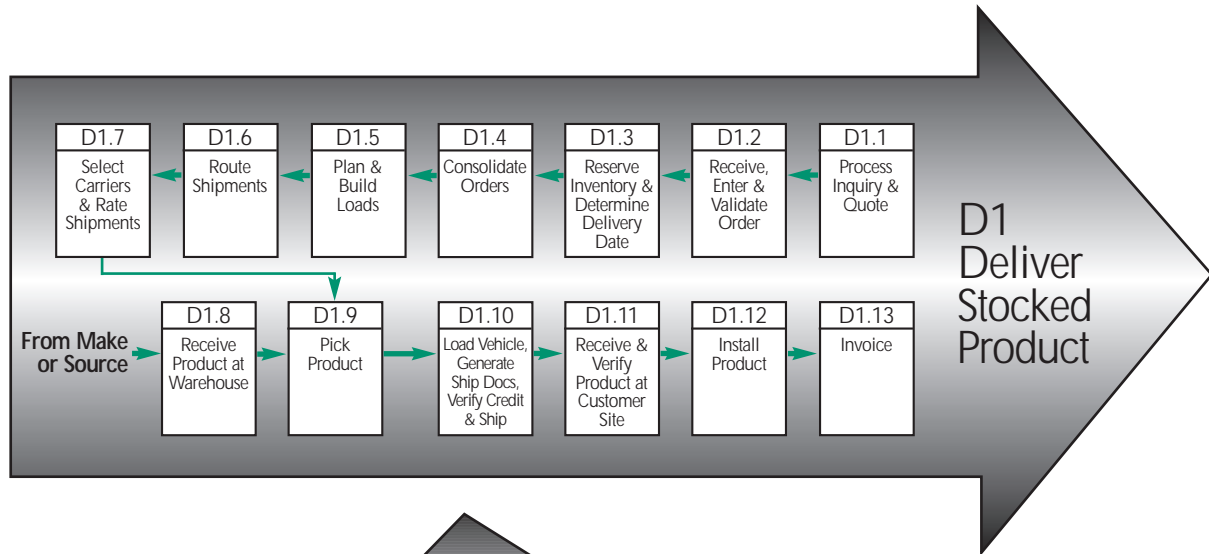 D1.7
Select
Carriers
& Rate
Shipments
D1.6
Route
Shipments
D1.5
Plan &
Build
Loads
D1.4
Consolidate
Orders
D1.3
Reserve
Inventory &
Determine
Delivery
Date
D1.2
Receive,
Enter &
Validate
Order
D1.1
Process
Inquiry &
Quote
D1
Deliver
Stocked
Product
From Make
or Source
D1.8
Receive
Product at
Warehouse
D1.9
Pick
Product
D1.10
Load Vehicle,
Generate
Ship Docs,
Verify Credit
& Ship
D1.11
Receive &
Verify
Product at
Customer
Site
D1.12
Install
Product
D1.13
Invoice